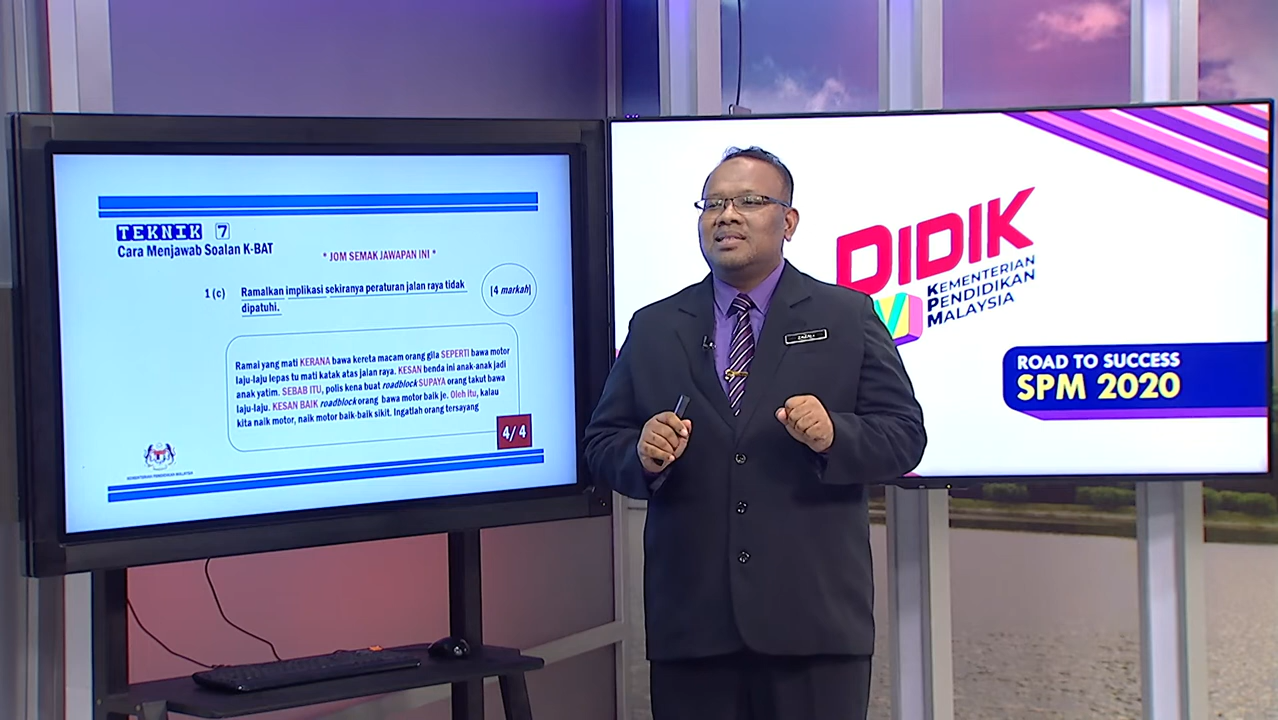 TEKNIK 7
Cara Menjawab Soalan K-BAT
* JOM SEMAK JAWAPAN INI *
1 (c) Ramalkan implikasi sekiranya peraturan jalan raya tidak
dipatuhi.
[4 markah]
Ramai yang mati KERANA bawa kereta macam orang gila SEPERTI bawa motor
laju-laju lepas tu mati katak atas jalan raya. KESAN benda ini anak-anak jadi
anak yatim. SEBAB ITU, polis kena buat roadblock SUPAYA orang takut bawa
laju-laju. KESAN BAIK roadblock orang bawa motor baik je. Oleh itu, kalau
kita naik motor, naik motor baik-baik sikit. Ingatlah orang tersayang
4/4
KEMENTERIAN PENDIDIKAN MALAYSIA
DIDIK
KEMENTERIAN
PENDIDIKAN
MALAYSIA
ROAD TO SUCCESS
SPM 2020